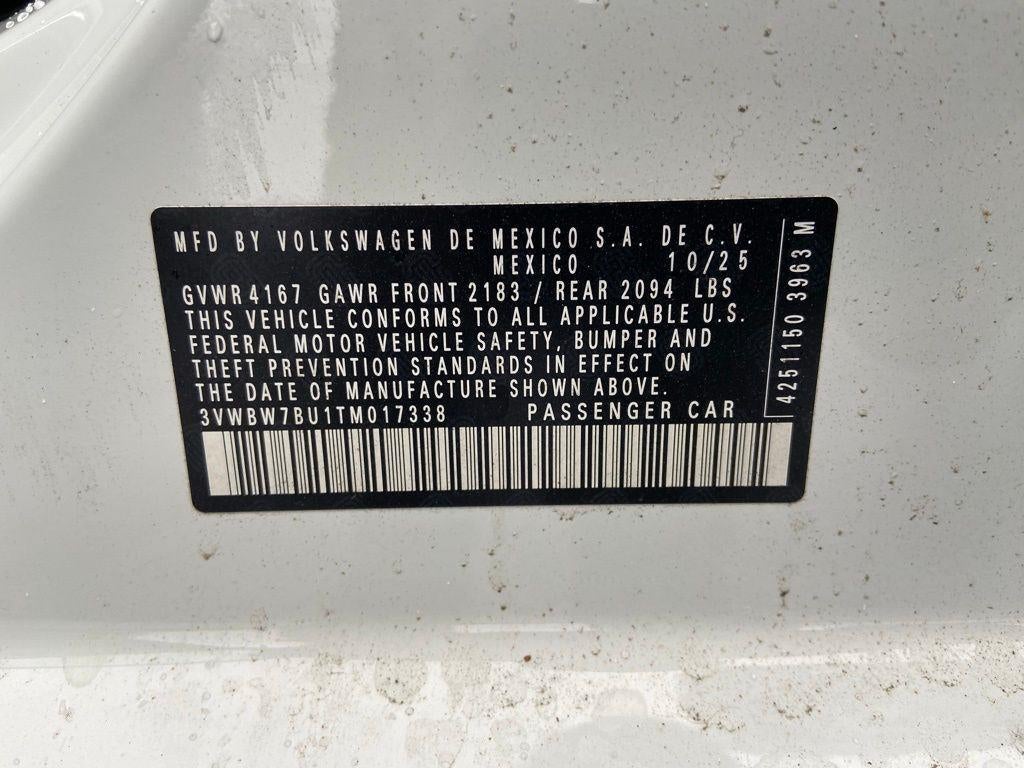 MFD BY VOLKSWAGEN DE MEXICO S.A. DE C.V.
MEXICO 10/25
GVWR 4167 GAWR FRONT 2183 / REAR 2094 LBS
THIS VEHICLE CONFORMS TO ALL APPLICABLE U.S.
FEDERAL MOTOR VEHICLE SAFETY, BUMPER AND
THEFT PREVENTION STANDARDS IN EFFECT ON
THE DATE OF MANUFACTURE SHOWN ABOVE.
3VWBW7BU1TM017338 PASSENGER CAR
4251150 3963 M